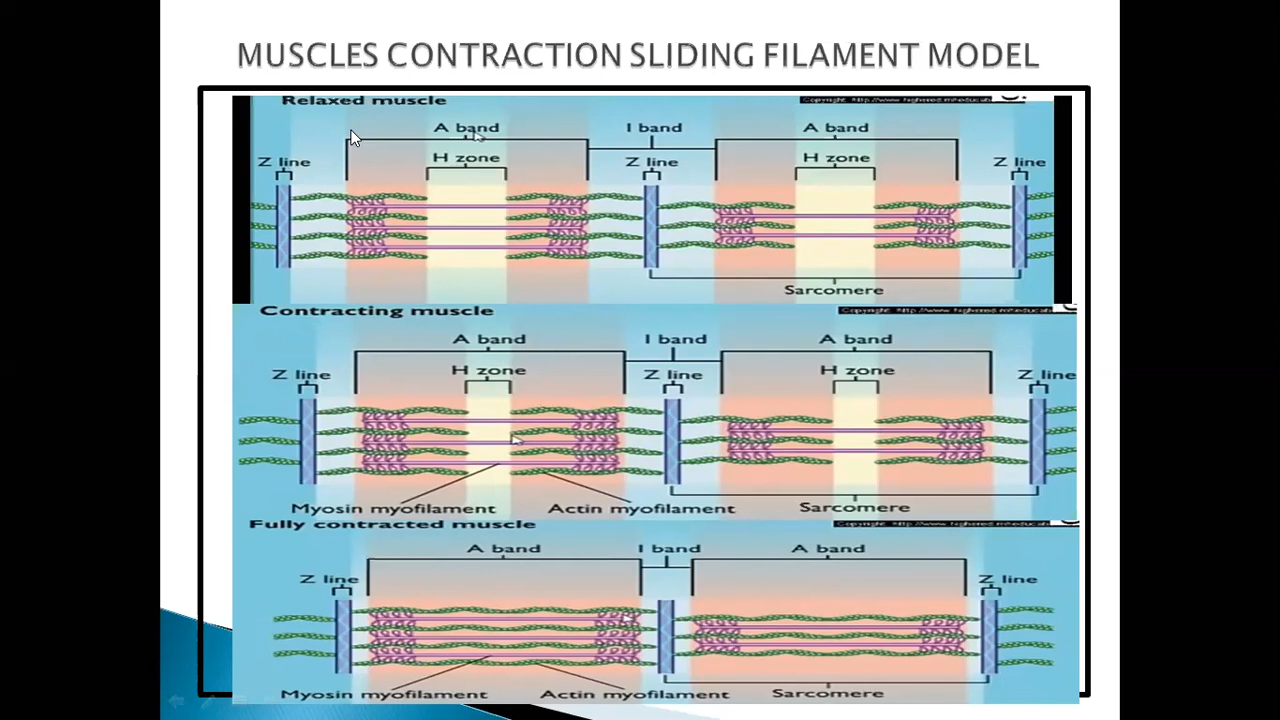 MUSCLES CONTRACTION SLIDING FILAMENT MODEL
Relaxed muscle
A band I band A band
Z line H zone Z line H zone Z line
Sarcomere
Contracting muscle
A band I band A band
Z line H zone Z line H zone Z line
Myosin myofilament Actin myofilament Sarcomere
Fully contracted muscle
A band I band A band
Z line Z line
Myosin myofilament Actin myofilament Sarcomere